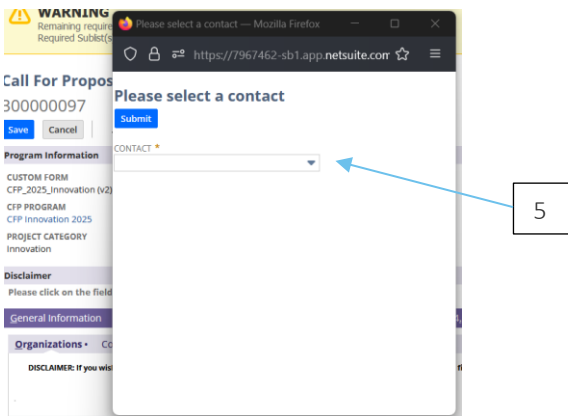 WARNING
Remaining require
Required Sublist(s
Please select a contact — Mozilla Firefox
https://7967462-sb1.app.netsuite.com
Call For Propos
300000097
Save Cancel
Please select a contact
Submit
CONTACT *
Program Information
CUSTOM FORM
CFP_2025_Innovation (v2)
CFP PROGRAM
CFP Innovation 2025
PROJECT CATEGORY
Innovation
5
Disclaimer
Please click on the field
General Information
Organizations • Co
DISCLAIMER: If you wis